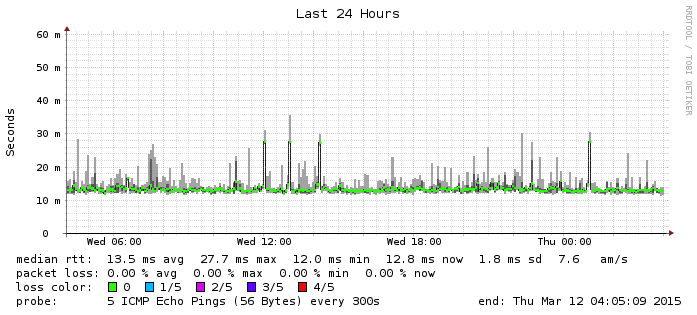 Last 24 Hours
RRDTOOL / TOBI OETIKER
Seconds
60 m
50 m
40 m
30 m
20 m
10 m
0
Wed 06:00 Wed 12:00 Wed 18:00 Thu 00:00
median rtt: 13.5 ms avg 27.7 ms max 12.0 ms min 12.8 ms now 1.8 ms sd 7.6 am/s
packet loss: 0.00 % avg 0.00 % max 0.00 % min 0.00 % now
loss color: 0 1/5 2/5 3/5 4/5
probe: 5 ICMP Echo Pings (56 Bytes) every 300s end: Thu Mar 12 04:05:09 2015